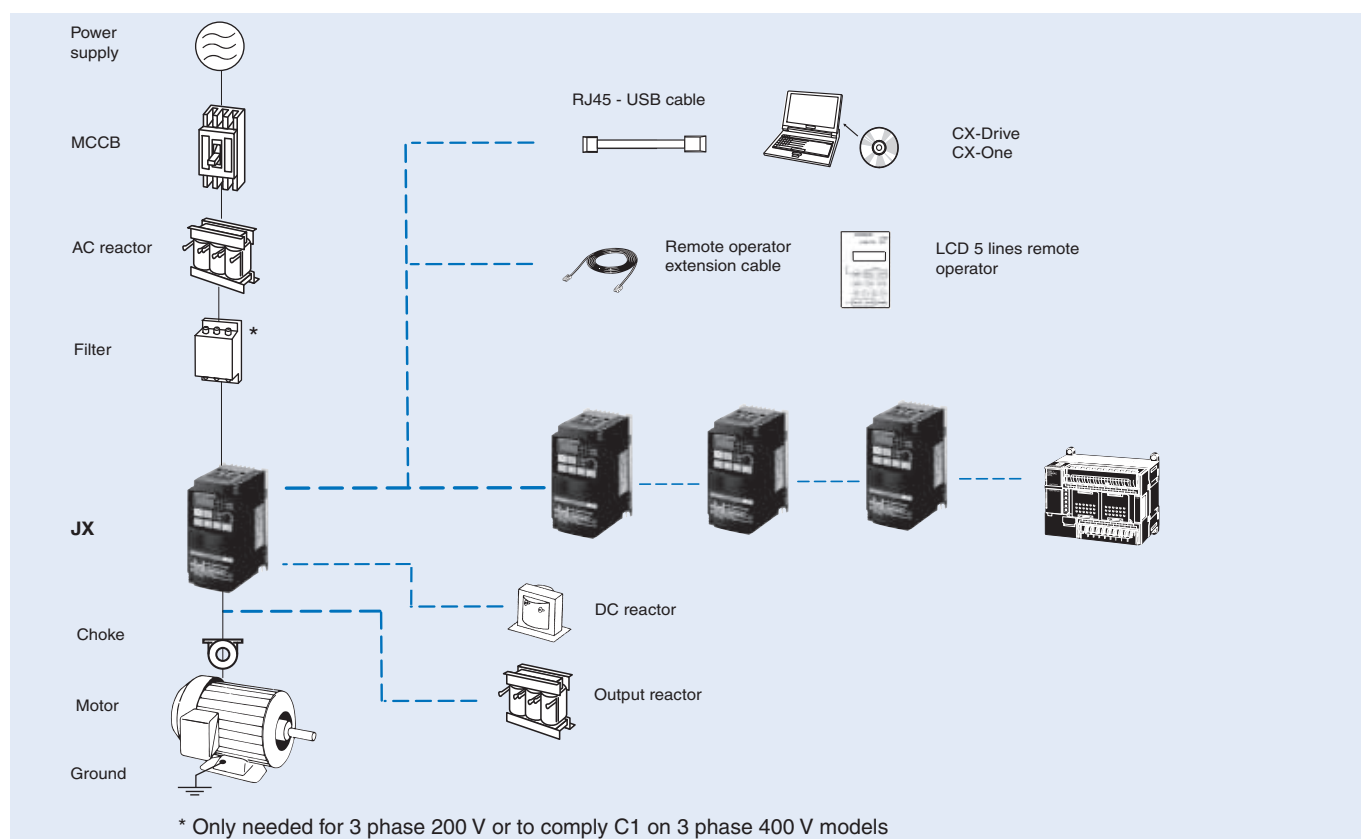 Power
supply
MCCB
AC reactor
Filter
*
JX
Choke
Motor
Ground
RJ45 - USB cable
CX-Drive
CX-One
Remote operator
extension cable
LCD 5 lines remote
operator
DC reactor
Output reactor
* Only needed for 3 phase 200 V or to comply C1 on 3 phase 400 V models